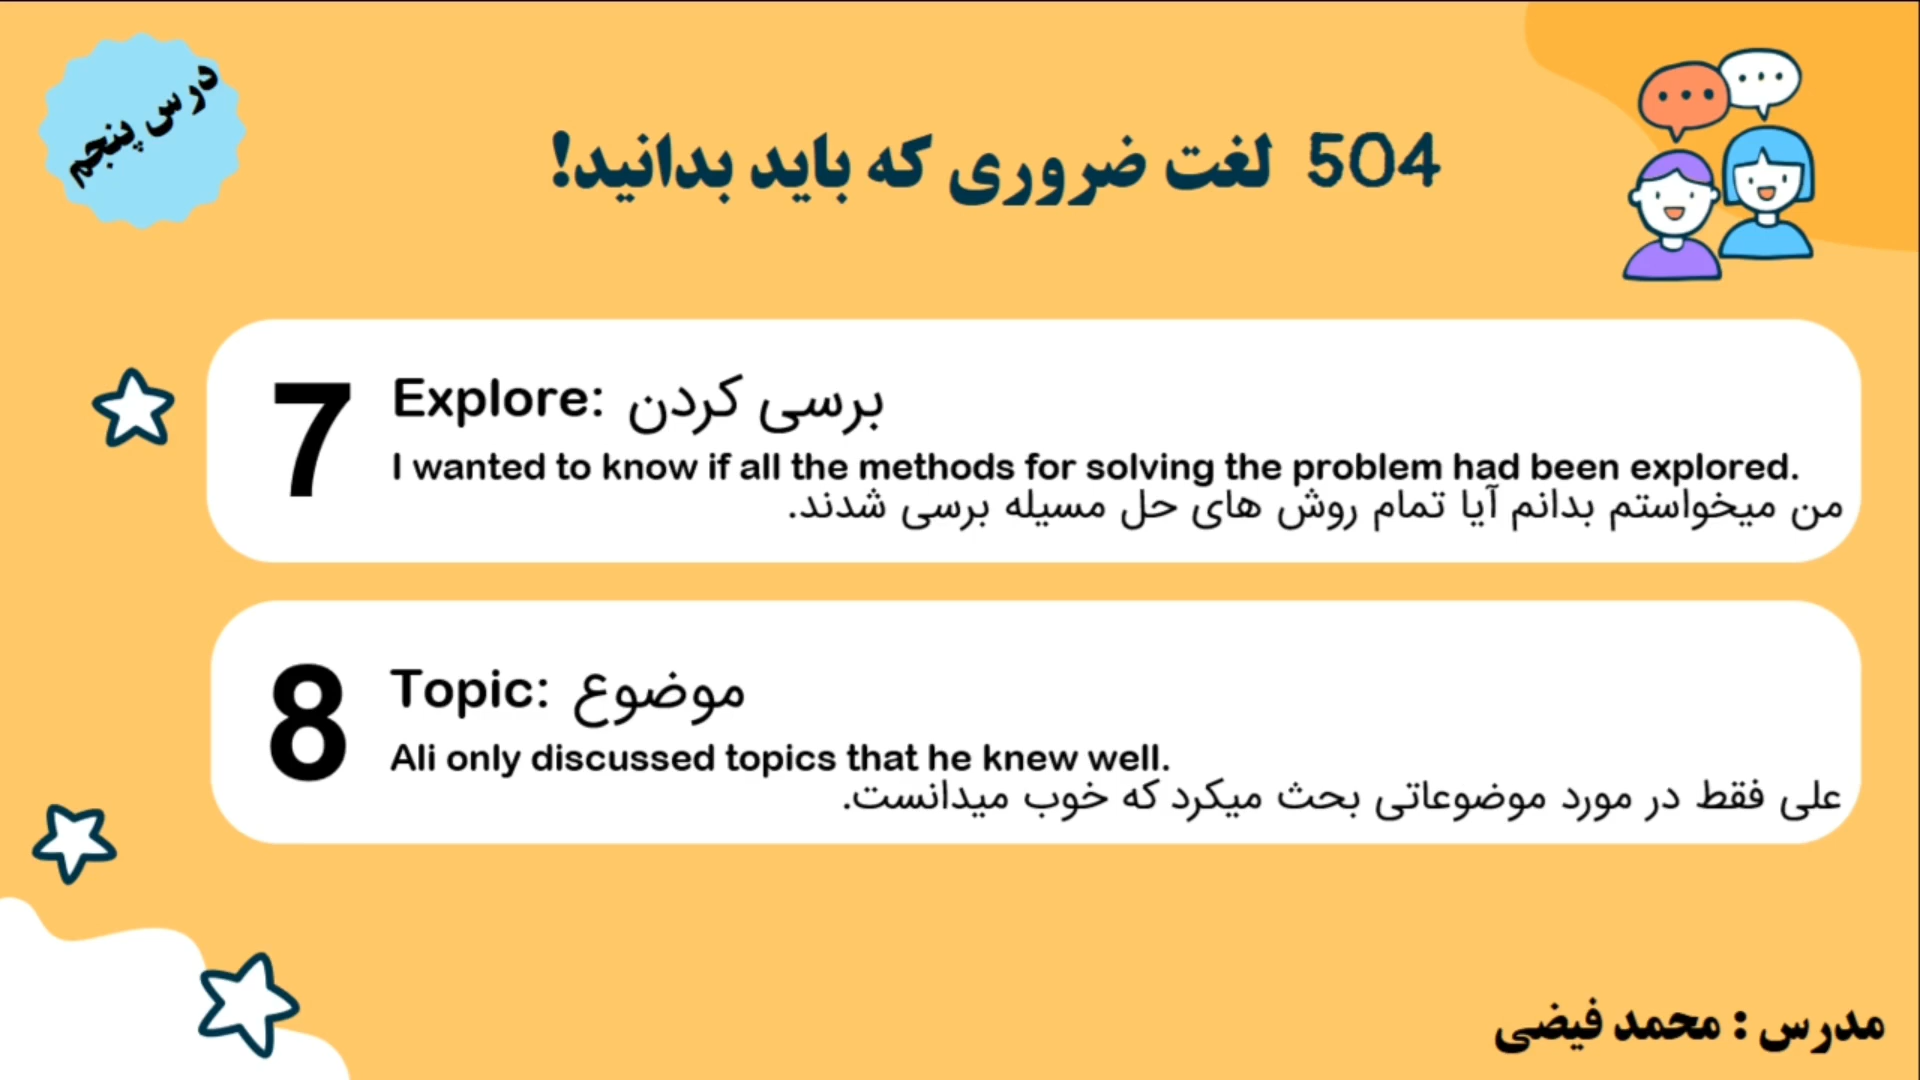 درس پنجم
504 لغت ضروری که باید بدانید!
7
Explore: بررسی کردن
I wanted to know if all the methods for solving the problem had been explored.
من میخواستم بدانم آیا تمام روش های حل مسیله برسی شدند.
8
Topic: موضوع
Ali only discussed topics that he knew well.
علی فقط در مورد موضوعاتی بحث میکرد که خوب میدانست.
مدرس : محمد فیضی